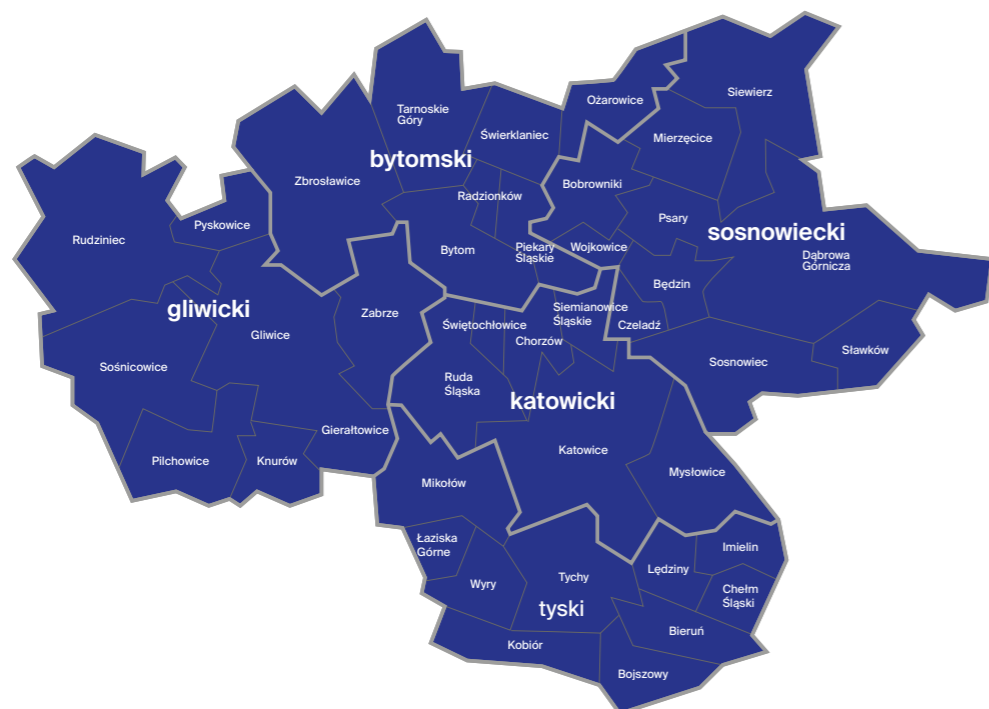 Siewierz
Ożarowice
Tarnoskie
Góry
Świerklaniec
Mierzęcice
bytomski
Zbrosławice
Bobrowniki
Radzionków
Psary
Pyskowice
Rudziniec
sosnowiecki
Bytom
Piekary
Śląskie
Wojkowice
Dąbrowa
Górnicza
Będzin
gliwicki
Zabrze
Siemianowice
Śląskie
Świętochłowice
Czeladź
Gliwice
Chorzów
Sławków
Sośnicowice
Sosnowiec
Ruda
Śląska
katowicki
Gierałtowice
Katowice
Pilchowice
Knurów
Mysłowice
Mikołów
Łaziska
Górne
Imielin
Lędziny
Tychy
Wyry
Chełm
Śląski
tyski
Bieruń
Kobiór
Bojszowy